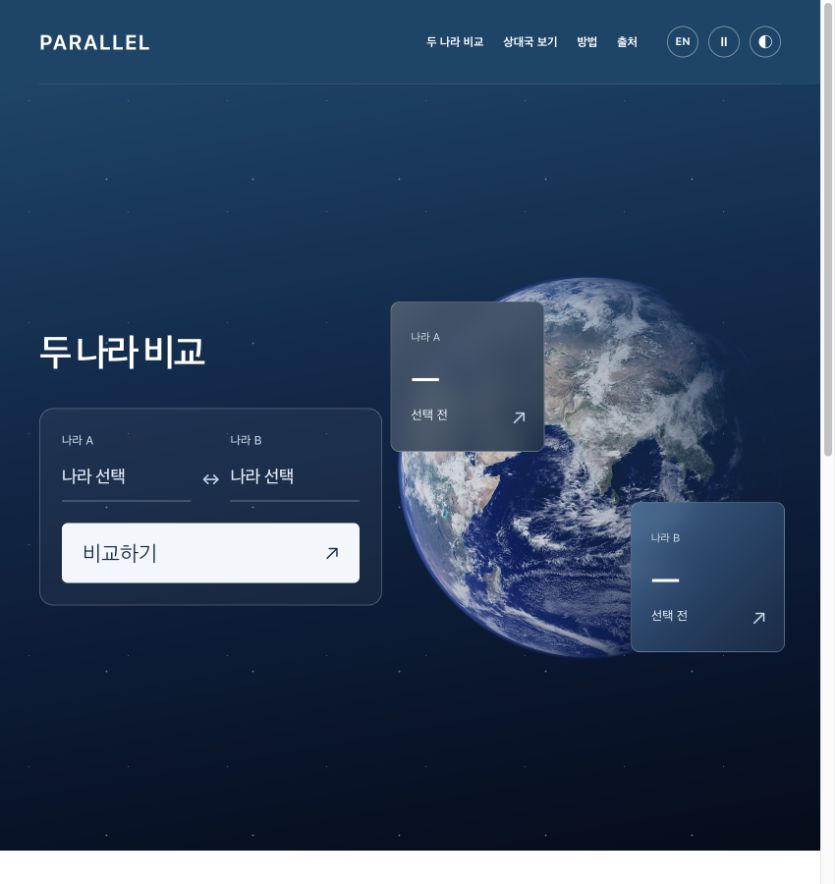 PARALLEL
두 나라 비교 상대국 보기 방법 출처 EN
두 나라 비교
나라 A 나라 B
나라 선택 ↔ 나라 선택
비교하기
나라 A
—
선택 전
나라 B
—
선택 전